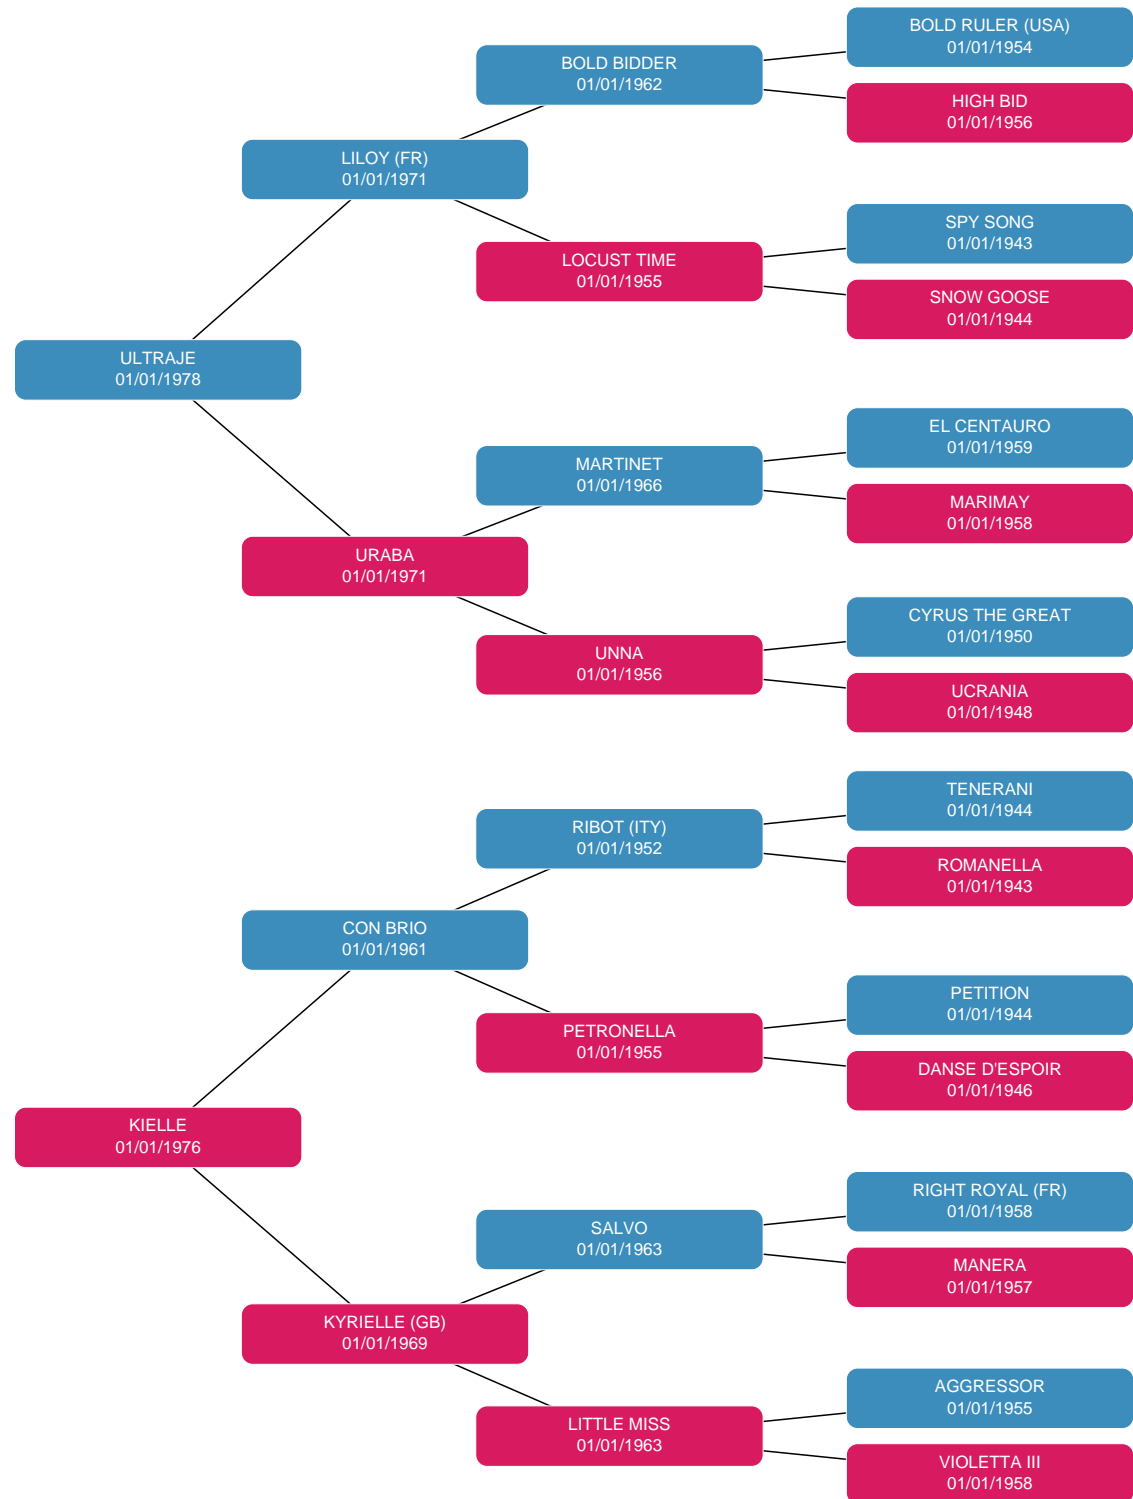 BOLD RULER (USA)
01/01/1954
BOLD BIDDER
01/01/1962
HIGH BID
01/01/1956
LILOY (FR)
01/01/1971
SPY SONG
01/01/1943
LOCUST TIME
01/01/1955
SNOW GOOSE
01/01/1944
ULTRAJE
01/01/1978
EL CENTAURO
01/01/1959
MARTINET
01/01/1966
MARIMAY
01/01/1958
URABA
01/01/1971
CYRUS THE GREAT
01/01/1950
UNNA
01/01/1956
UCRANIA
01/01/1948
TENERANI
01/01/1944
RIBOT (ITY)
01/01/1952
ROMANELLA
01/01/1943
CON BRIO
01/01/1961
PETITION
01/01/1944
PETRONELLA
01/01/1955
DANSE D'ESPOIR
01/01/1946
KIELLE
01/01/1976
RIGHT ROYAL (FR)
01/01/1958
SALVO
01/01/1963
MANERA
01/01/1957
KYRIELLE (GB)
01/01/1969
AGGRESSOR
01/01/1955
LITTLE MISS
01/01/1963
VIOLETTA III
01/01/1958